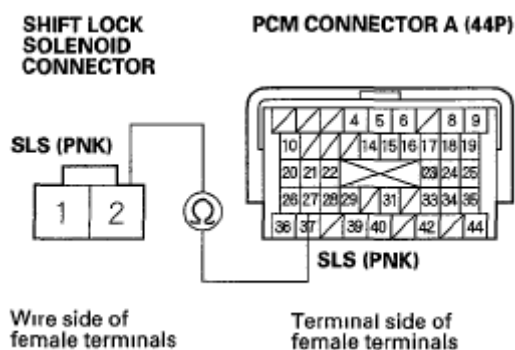 SHIFT LOCK
SOLENOID
CONNECTOR
PCM CONNECTOR A (44P)
SLS (PNK)
1 2
Ω
4 5 6 8 9
10 14 15 16 17 18 19
20 21 22 23 24 25
26 27 28 29 31 33 34 35
36 37 39 40 42 44
SLS (PNK)
Wire side of
female terminals
Terminal side of
female terminals